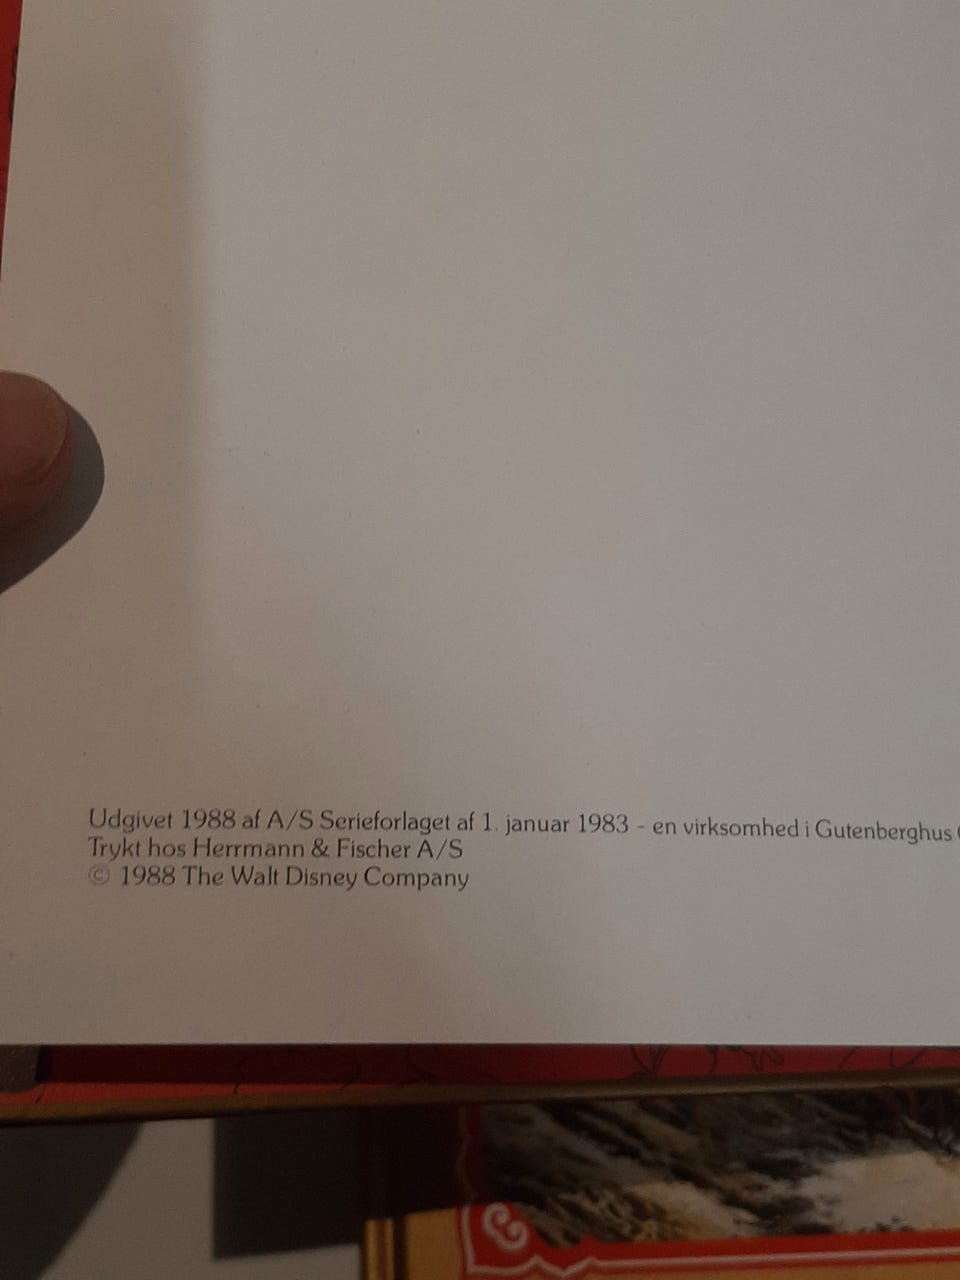 Udgivet 1988 af A/S Serieforlaget af 1. januar 1983 - en virksomhed i Gutenberghus
Trykt hos Herrmann & Fischer A/S
© 1988 The Walt Disney Company